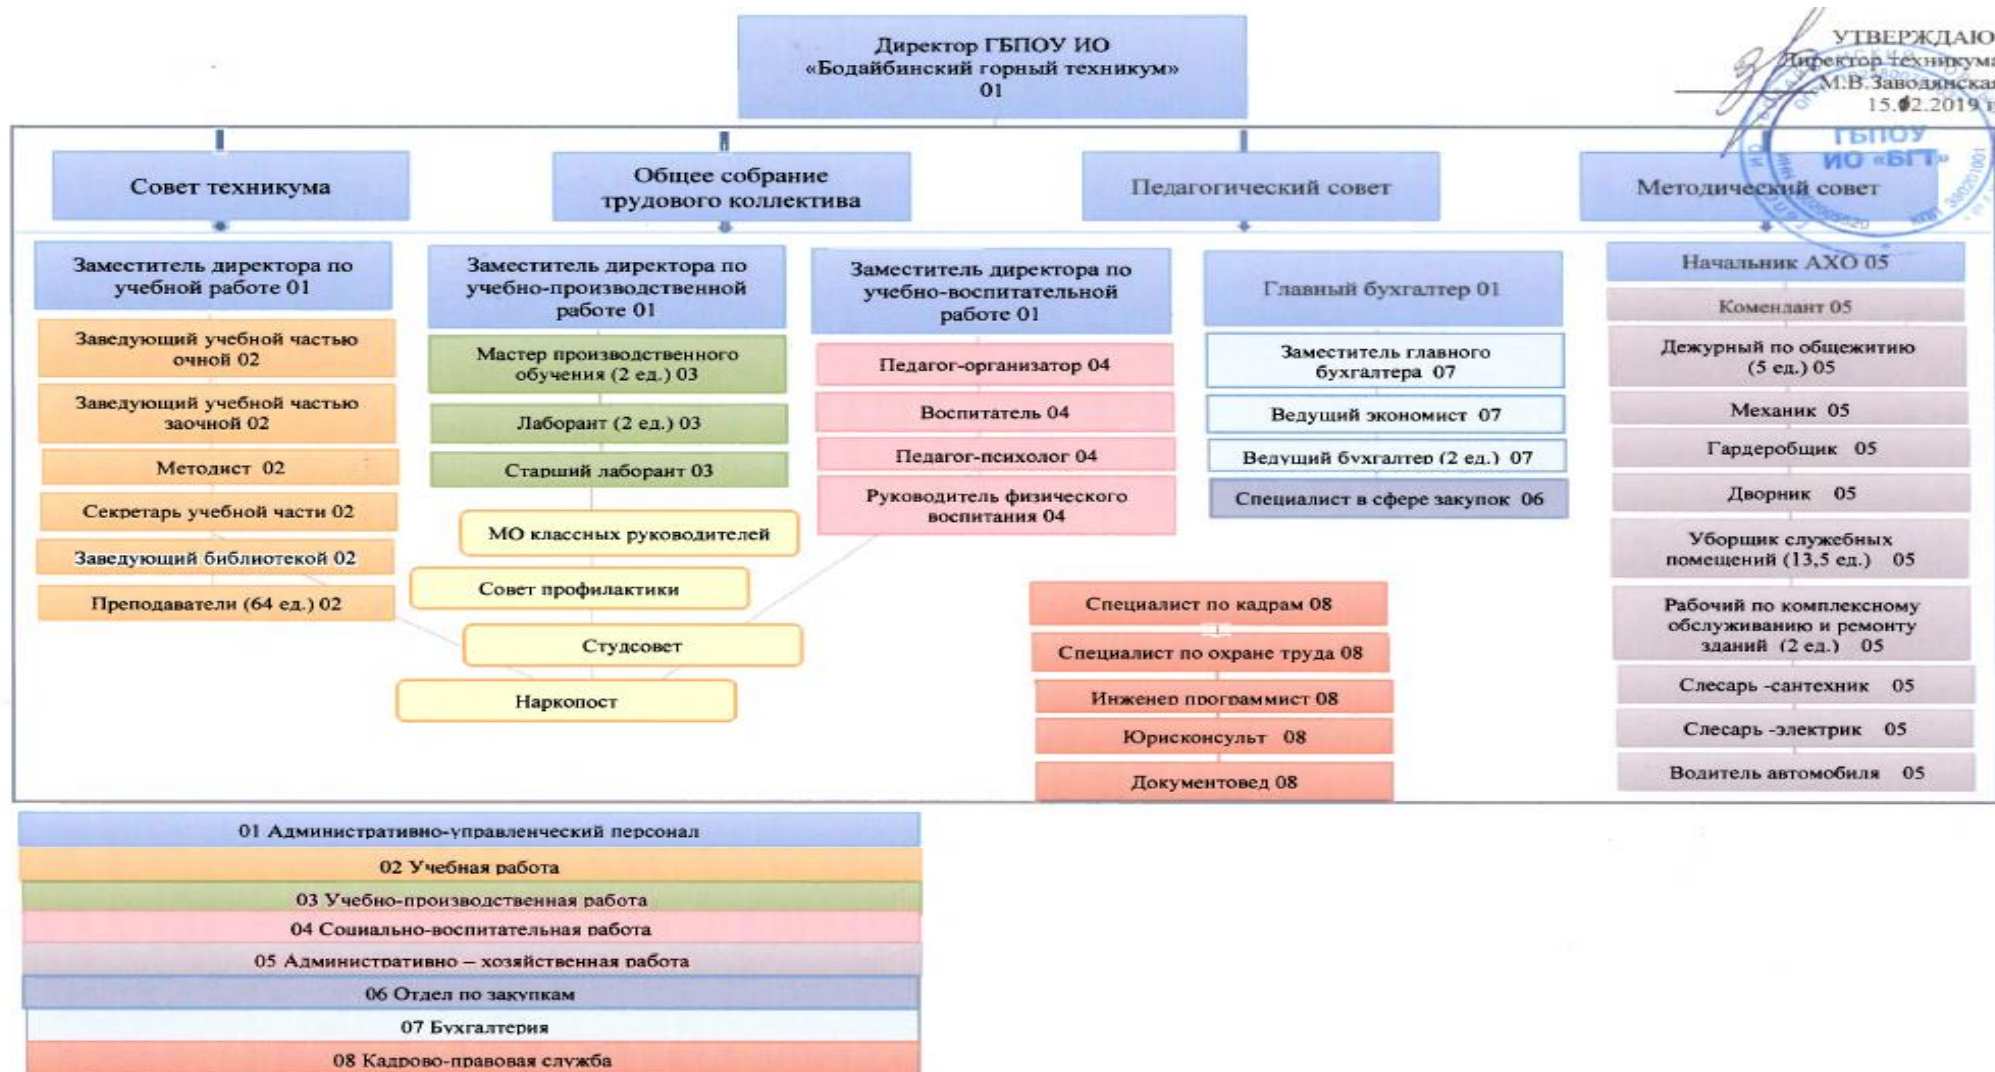 Директор ГБПОУ ИО
«Бодайбинский горный техникум»
01
УТВЕРЖДАЮ
Директор техникума
М.В.Заводянская
15.02.2019 г
ГБПОУ
ИО «БГТ»
Совет техникума
Общее собрание
трудового коллектива
Педагогический совет
Методический совет
Заместитель директора по
учебной работе 01
Заведующий учебной частью
очной 02
Заведующий учебной частью
заочной 02
Методист 02
Секретарь учебной части 02
Заведующий библиотекой 02
Преподаватели (64 ед.) 02
Заместитель директора по
учебно-производственной
работе 01
Мастер производственного
обучения (2 ед.) 03
Лаборант (2 ед.) 03
Старший лаборант 03
МО классных руководителей
Совет профилактики
Студсовет
Наркопост
Заместитель директора по
учебно-воспитательной
работе 01
Педагог-организатор 04
Воспитатель 04
Педагог-психолог 04
Руководитель физического
воспитания 04
Главный бухгалтер 01
Заместитель главного
бухгалтера 07
Ведущий экономист 07
Ведущий бухгалтер (2 ед.) 07
Специалист в сфере закупок 06
Специалист по кадрам 08
Специалист по охране труда 08
Инженер программист 08
Юрисконсульт 08
Документовед 08
Начальник АХО 05
Комендант 05
Дежурный по общежитию
(5 ед.) 05
Механик 05
Гардеробщик 05
Дворник 05
Уборщик служебных
помещений (13,5 ед.) 05
Рабочий по комплексному
обслуживанию и ремонту
зданий (2 ед.) 05
Слесарь -сантехник 05
Слесарь -электрик 05
Водитель автомобиля 05
01 Административно-управленческий персонал
02 Учебная работа
03 Учебно-производственная работа
04 Социально-воспитательная работа
05 Административно – хозяйственная работа
06 Отдел по закупкам
07 Бухгалтерия
08 Кадрово-правовая служба